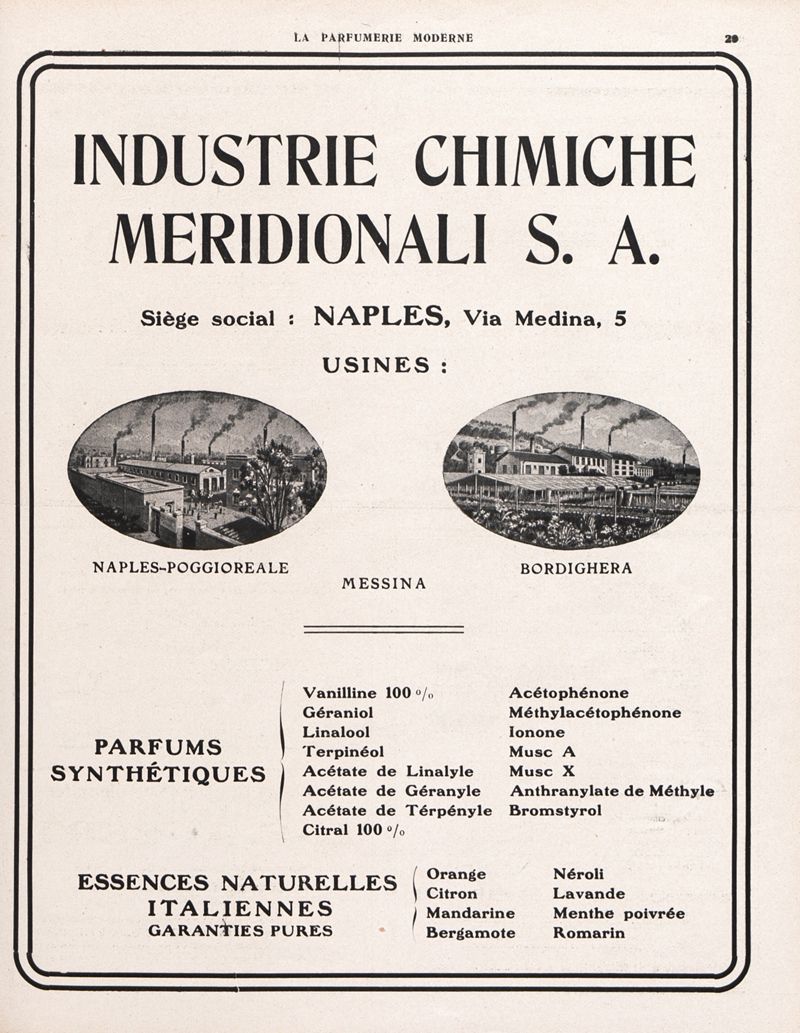 LA PARFUMERIE MODERNE 29
INDUSTRIE CHIMICHE
MERIDIONALI S. A.
Siège social : NAPLES, Via Medina, 5
USINES :
NAPLES-POGGIOREALE
BORDIGHERA
MESSINA
PARFUMS
SYNTHÉTIQUES
Vanilline 100 %
Géraniol
Linalool
Terpinéol
Acétate de Linalyle
Acétate de Géranyle
Acétate de Térpényle
Citral 100 %
Acétophénone
Méthylacétophénone
Ionone
Musc A
Musc X
Anthranylate de Méthyle
Bromstyrol
ESSENCES NATURELLES
ITALIENNES
GARANTIES PURES
Orange
Citron
Mandarine
Bergamote
Néroli
Lavande
Menthe poivrée
Romarin